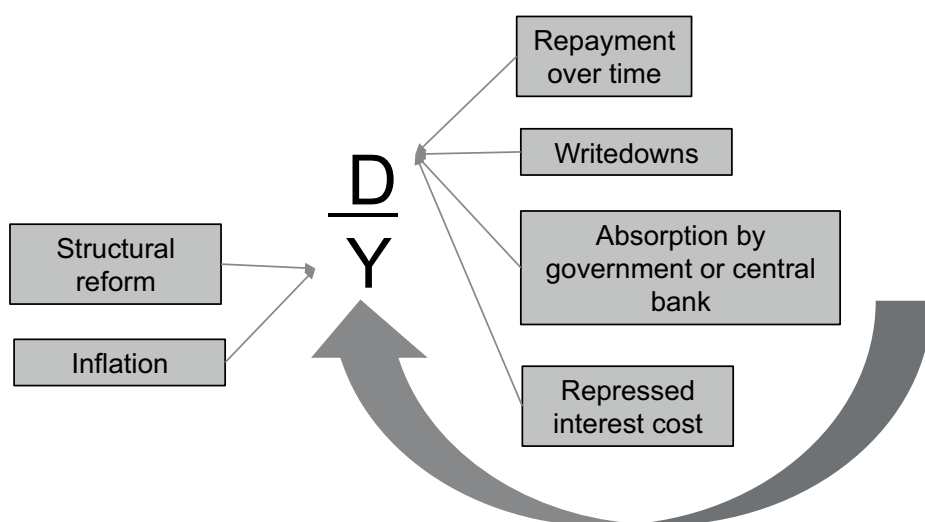 Repayment
over time
Writedowns
D
Y
Structural
reform
Absorption by
government or central
bank
Inflation
Repressed
interest cost